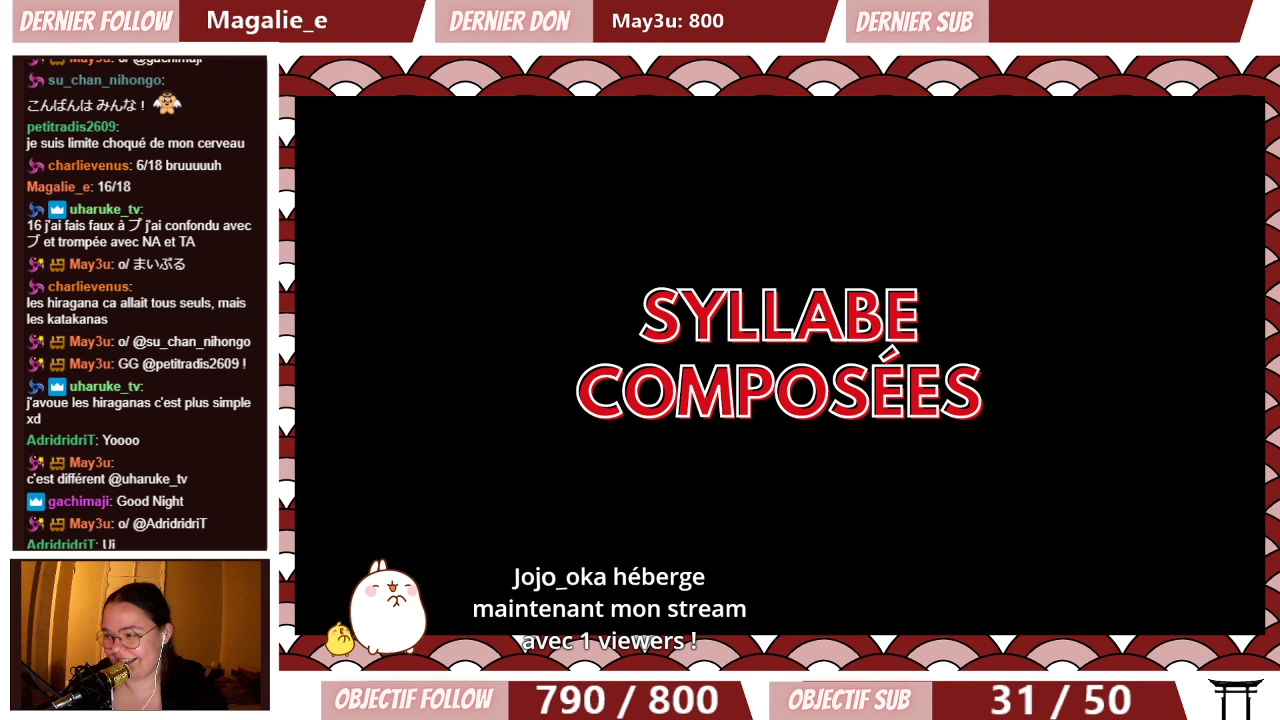 DERNIER FOLLOW
Magalie_e
DERNIER DON
May3u: 800
DERNIER SUB
May3u: o/ @gachimaji
su_chan_nihongo:
こんばんは みんな！
petitradis2609:
je suis limite choqué de mon cerveau
charlievenus: 6/18 bruuuuh
Magalie_e: 16/18
uharuke_tv:
16 j'ai fais faux à プ j'ai confondu avec
ブ et trompée avec NA et TA
May3u: o/ まいぷる
charlievenus:
les hiragana ca allait tous seuls, mais
les katakanas
May3u: o/ @su_chan_nihongo
May3u: GG @petitradis2609 !
uharuke_tv:
j'avoue les hiraganas c'est plus simple
xd
AdridridriT: Yoooo
May3u:
c'est différent @uharuke_tv
gachimaji: Good Night
May3u: o/ @AdridridriT
AdridridriT: Ui
SYLLABE
COMPOSÉES
Jojo_oka héberge
maintenant mon stream
avec 1 viewers !
OBJECTIF FOLLOW
790 / 800
OBJECTIF SUB
31 / 50